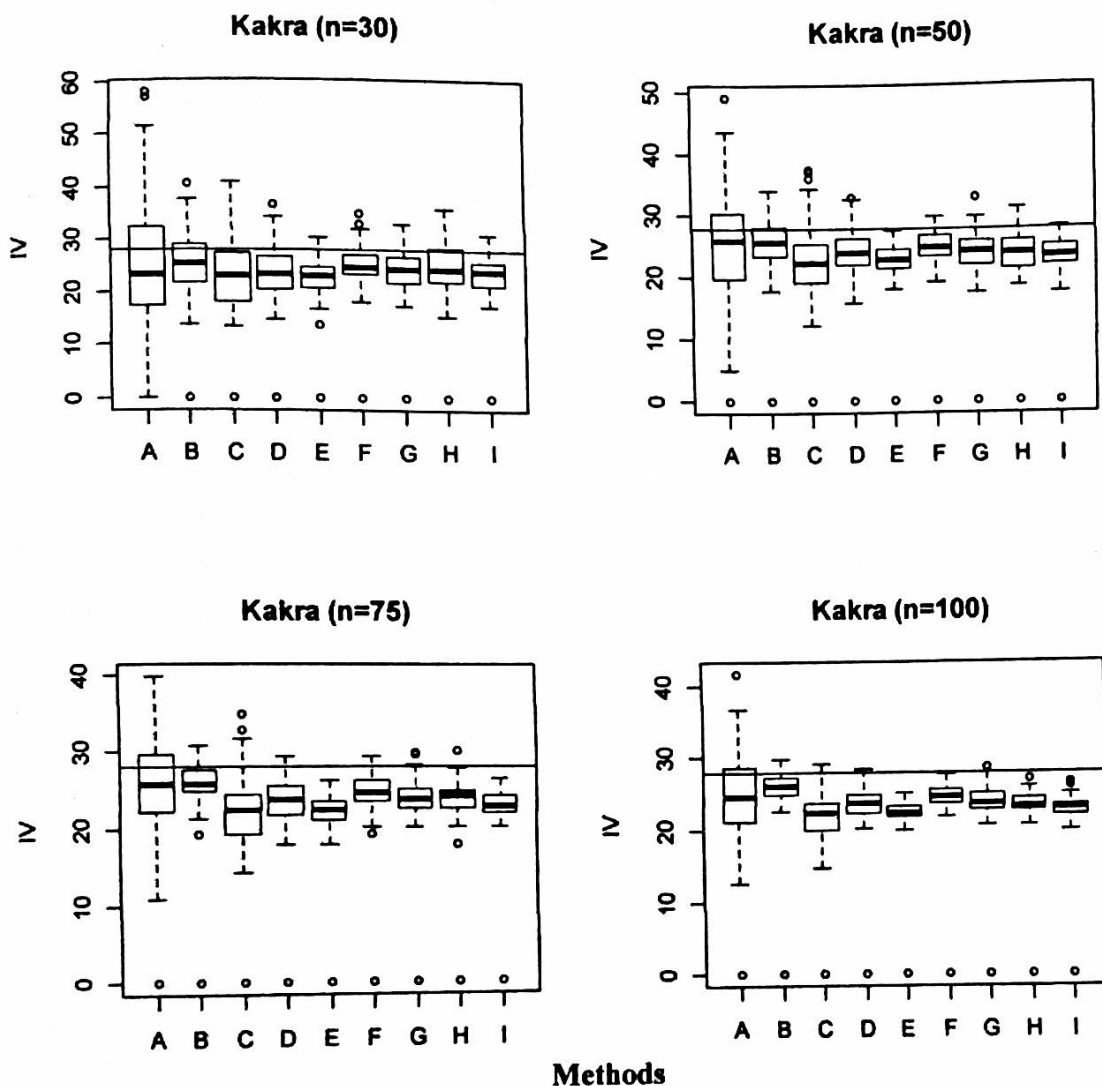 Kakra (n=30)
IV
60
50
40
30
20
10
0
A B C D E F G H I
Kakra (n=50)
IV
50
40
30
20
10
0
A B C D E F G H I
Kakra (n=75)
IV
40
30
20
10
0
A B C D E F G H I
Kakra (n=100)
IV
40
30
20
10
0
A B C D E F G H I
Methods